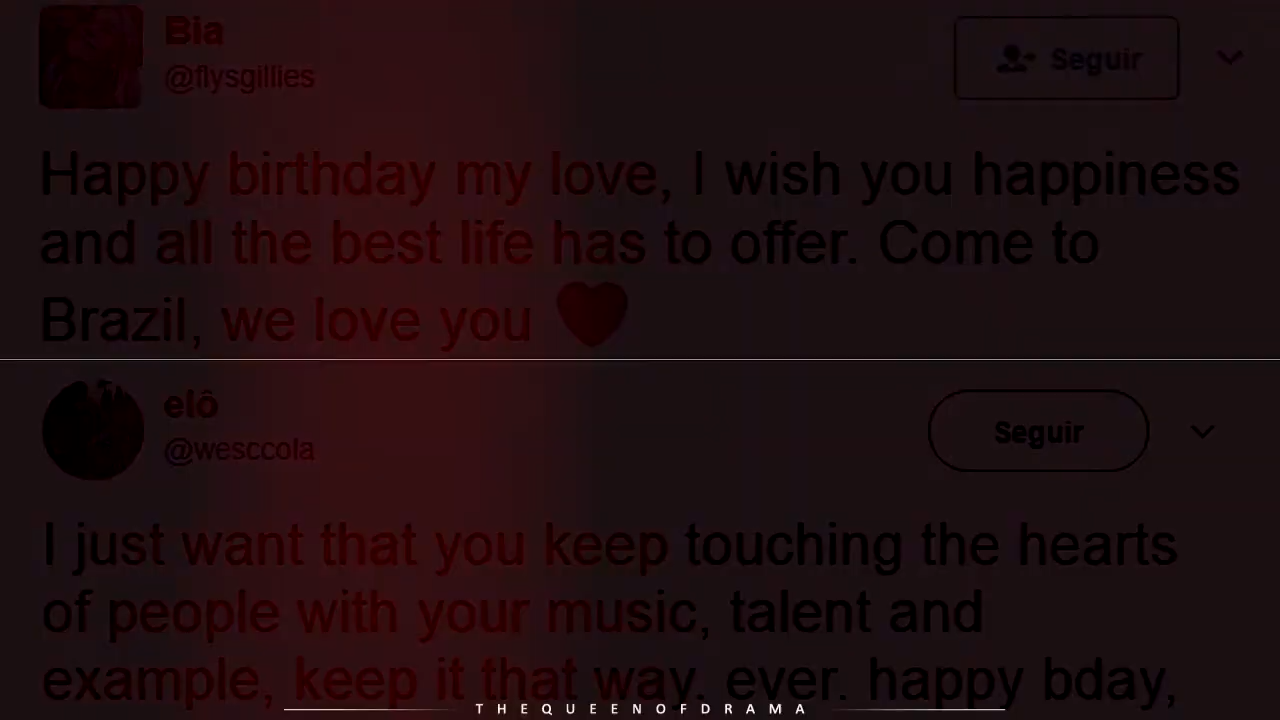 Bia
@flysgillies
Seguir
Happy birthday my love, I wish you happiness
and all the best life has to offer. Come to
Brazil, we love you
elô
@wesccola
Seguir
I just want that you keep touching the hearts
of people with your music, talent and
example, keep it that way. ever. happy bday,
THEQUEENOFDRAMA